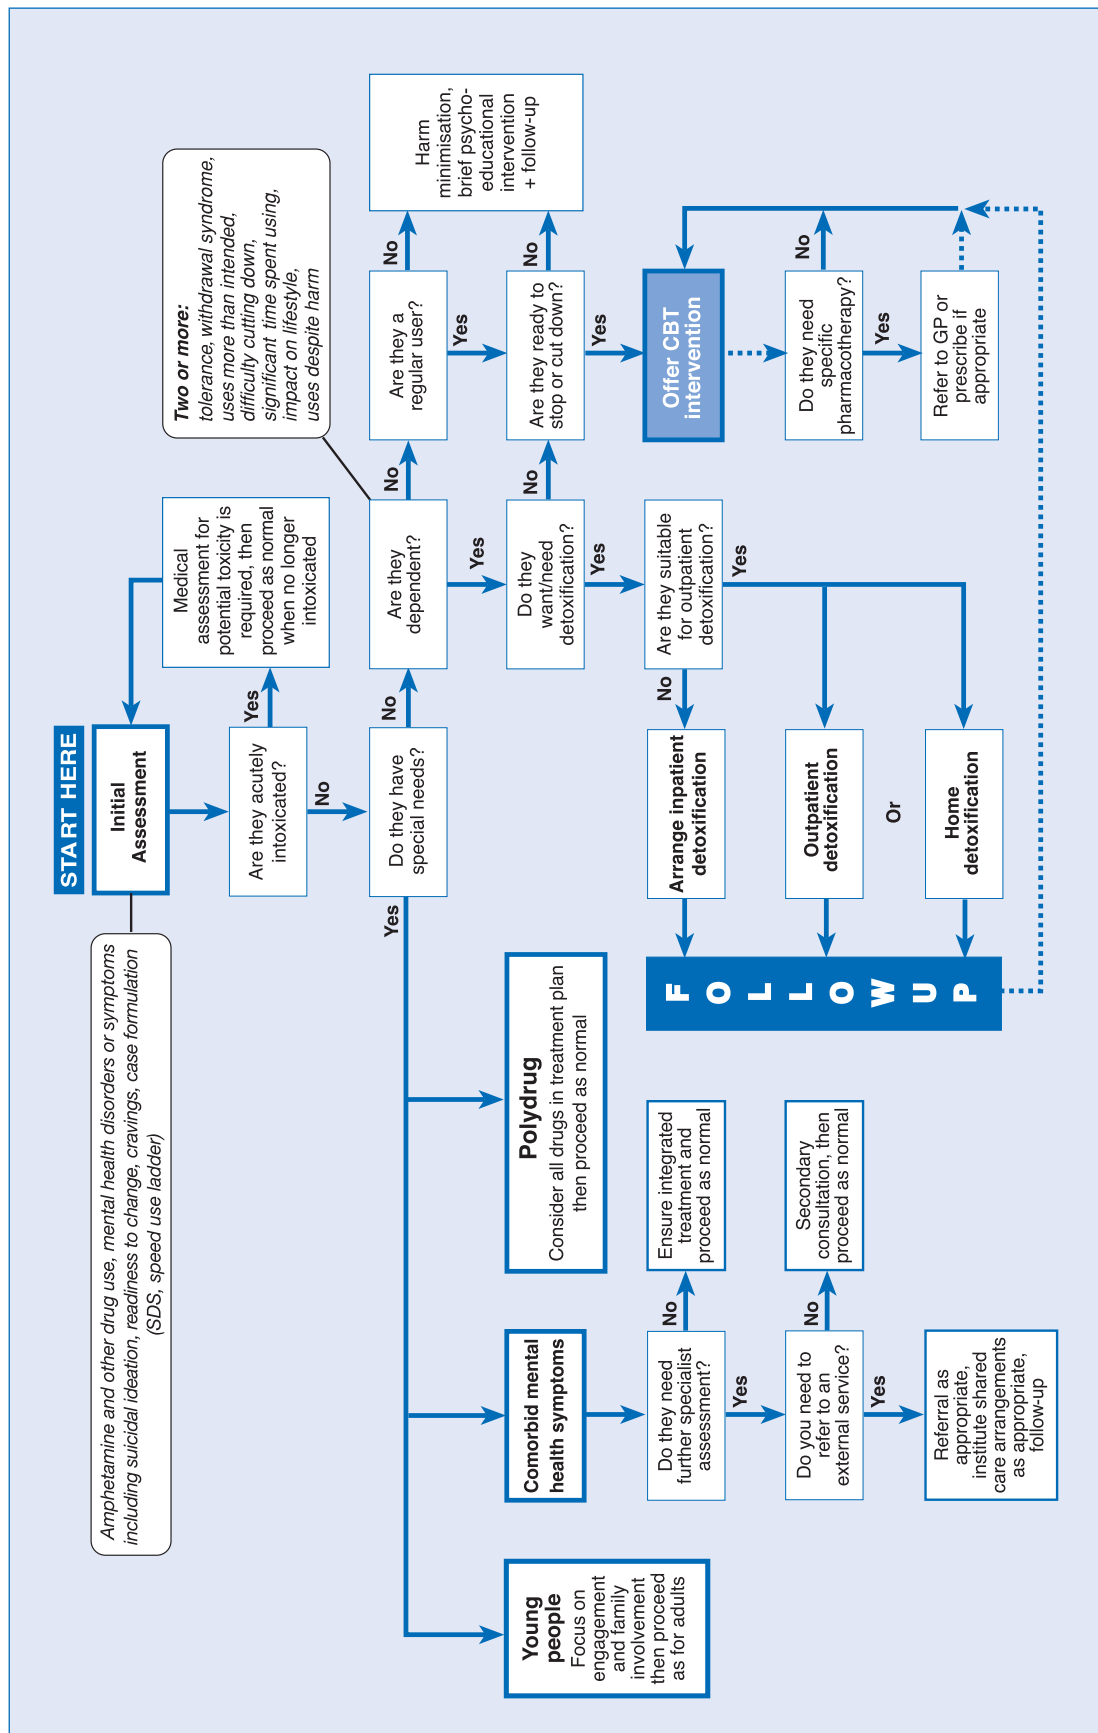 START HERE
Initial
Assessment
Amphetamine and other drug use, mental health disorders or symptoms
including suicidal ideation, readiness to change, cravings, case formulation
(SDS, speed use ladder)
Are they acutely
intoxicated?
Yes
Medical
assessment for
potential toxicity is
required, then
proceed as normal
when no longer
intoxicated
No
Do they have
special needs?
Yes
No
Are they
dependent?
Two or more:
tolerance, withdrawal syndrome,
uses more than intended,
difficulty cutting down,
significant time spent using,
impact on lifestyle,
uses despite harm
No
Are they a
regular user?
No
Harm
minimisation,
brief psycho-
educational
intervention
+ follow-up
Yes
Yes
Young
people
Focus on
engagement
and family
involvement
then proceed
as for adults
Comorbid mental
health symptoms
Polydrug
Consider all drugs in treatment plan
then proceed as normal
Do they
want/need
detoxification?
No
Are they ready to
stop or cut down?
No
Yes
Yes
Do they need
further specialist
assessment?
No
Ensure integrated
treatment and
proceed as normal
Yes
Do you need to
refer to an
external service?
No
Secondary
consultation, then
proceed as normal
Yes
Referral as
appropriate,
institute shared
care arrangements
as appropriate,
follow-up
Are they suitable
for outpatient
detoxification?
No
Yes
Arrange inpatient
detoxification
Outpatient
detoxification
Or
Home
detoxification
FOLLOWUP
Offer CBT
intervention
Do they need
specific
pharmacotherapy?
No
Yes
Refer to GP or
prescribe if
appropriate